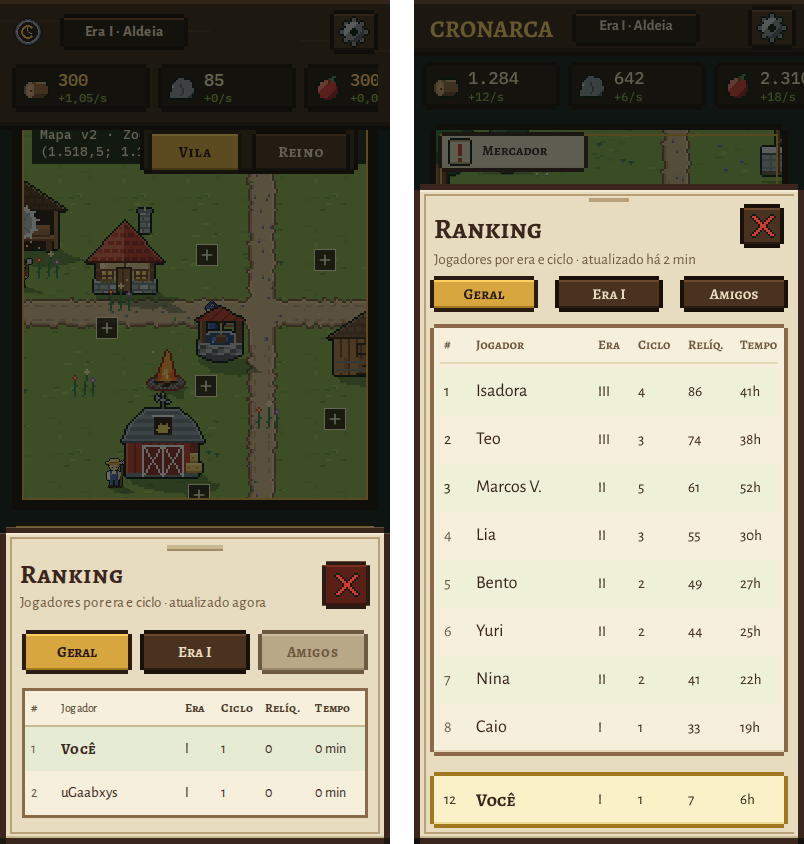 Era I · Aldeia
300
+1,05/s
85
+0/s
300
+0,0
Mapa v2 · Zo
(1.518,5; 1.1
Vila
Reino
Ranking
Jogadores por era e ciclo · atualizado agora
Geral
Era I
Amigos
# Jogador Era Ciclo Relíq. Tempo
1 Você I 1 0 0 min
2 uGaabxys I 1 0 0 min
CRONARCA
Era I · Aldeia
1.284
+12/s
642
+6/s
2.310
+18/s
Mercador
Ranking
Jogadores por era e ciclo · atualizado há 2 min
Geral
Era I
Amigos
# Jogador Era Ciclo Relíq. Tempo
1 Isadora III 4 86 41h
2 Teo III 3 74 38h
3 Marcos V. II 5 61 52h
4 Lia II 3 55 30h
5 Bento II 2 49 27h
6 Yuri II 2 44 25h
7 Nina II 2 41 22h
8 Caio I 1 33 19h
12 Você I 1 7 6h